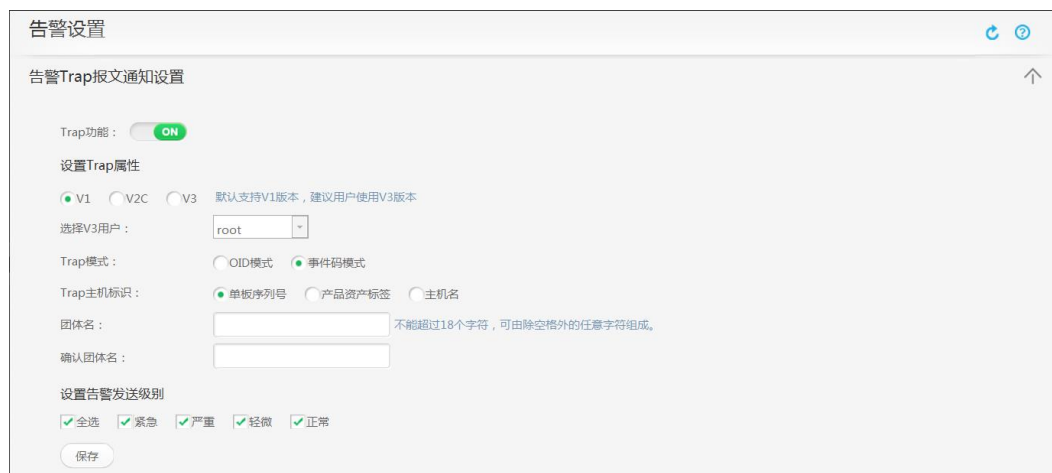 告警设置
告警Trap报文通知设置
Trap功能： ON
设置Trap属性
V1 V2C V3 默认支持V1版本，建议用户使用V3版本
选择V3用户： root
Trap模式： OID模式 事件码模式
Trap主机标识： 单板序列号 产品资产标签 主机名
团体名： 不能超过18个字符，可由除空格外的任意字符组成。
确认团体名：
设置告警发送级别
全选 紧急 严重 轻微 正常
保存